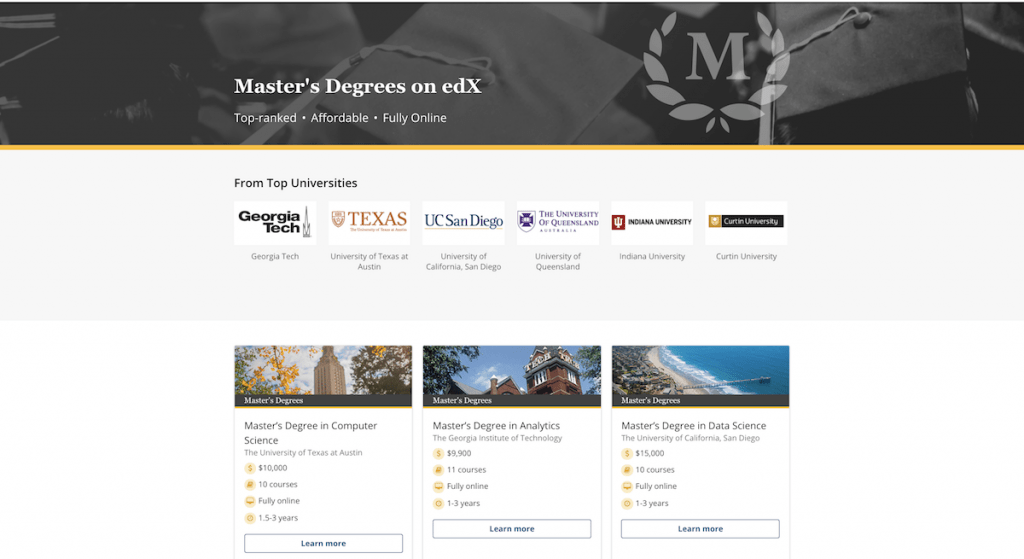 M
Master's Degrees on edX
Top-ranked • Affordable • Fully Online
From Top Universities
Georgia
Tech
TEXAS
The University of Texas at Austin
UC San Diego
THE UNIVERSITY
OF QUEENSLAND
AUSTRALIA
INDIANA UNIVERSITY
Curtin University
Georgia Tech
University of Texas at
Austin
University of
California, San Diego
University of
Queensland
Indiana University
Curtin University
Master's Degrees
Master's Degree in Computer
Science
The University of Texas at Austin
$ $10,000
10 courses
Fully online
1.5-3 years
Learn more
Master's Degrees
Master's Degree in Analytics
The Georgia Institute of Technology
$ $9,900
11 courses
Fully online
1-3 years
Learn more
Master's Degrees
Master's Degree in Data Science
The University of California, San Diego
$ $15,000
10 courses
Fully online
1-3 years
Learn more